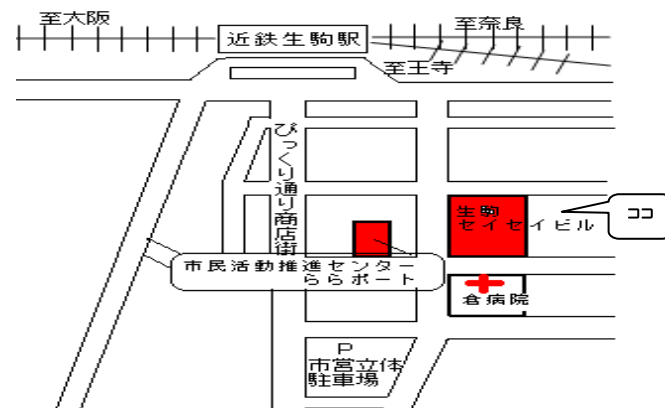 至大阪
近鉄生駒駅
至奈良
至王寺
びっくり通り商店街
生駒
セイセイビル
ココ
市民活動推進センター
ららポート
倉病院
P
市営立体
駐車場